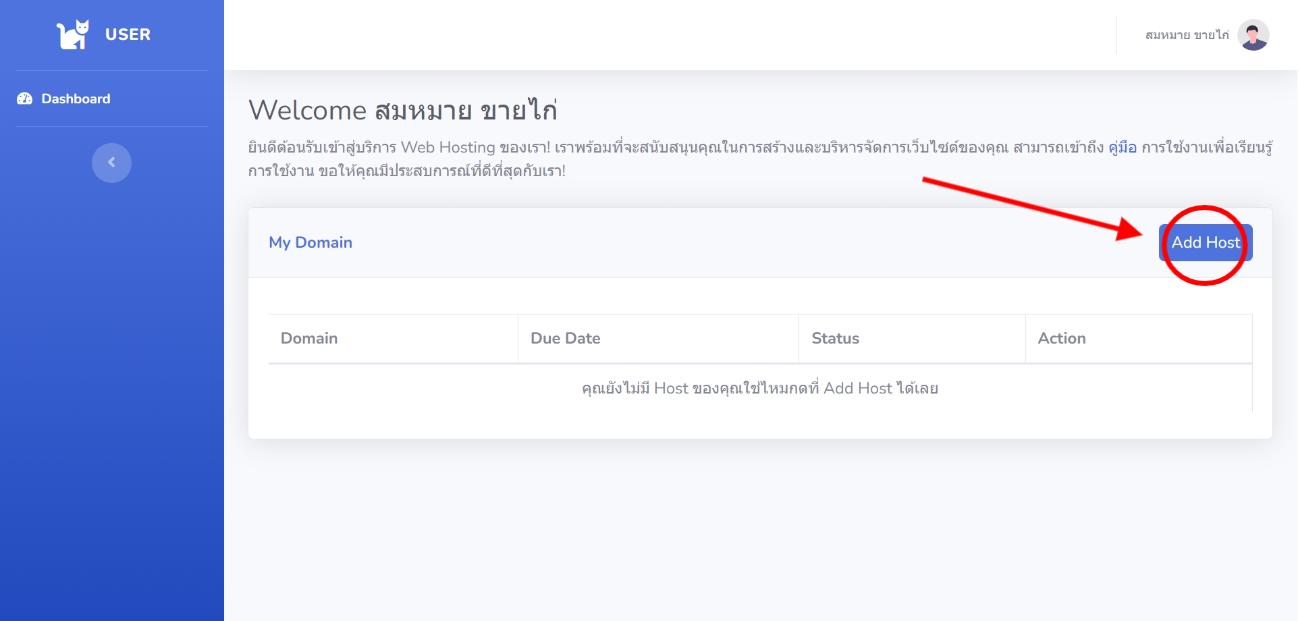 USER
สมหมาย ขายไก่
Dashboard
Welcome สมหมาย ขายไก่
ยินดีต้อนรับเข้าสู่บริการ Web Hosting ของเรา! เราพร้อมที่จะสนับสนุนคุณในการสร้างและบริหารจัดการเว็บไซต์ของคุณ สามารถเข้าถึง คู่มือ การใช้งานเพื่อเรียนรู้
การใช้งาน ขอให้คุณมีประสบการณ์ที่ดีที่สุดกับเรา!
My Domain
Add Host
Domain
Due Date
Status
Action
คุณยังไม่มี Host ของคุณใช่ไหมกดที่ Add Host ได้เลย